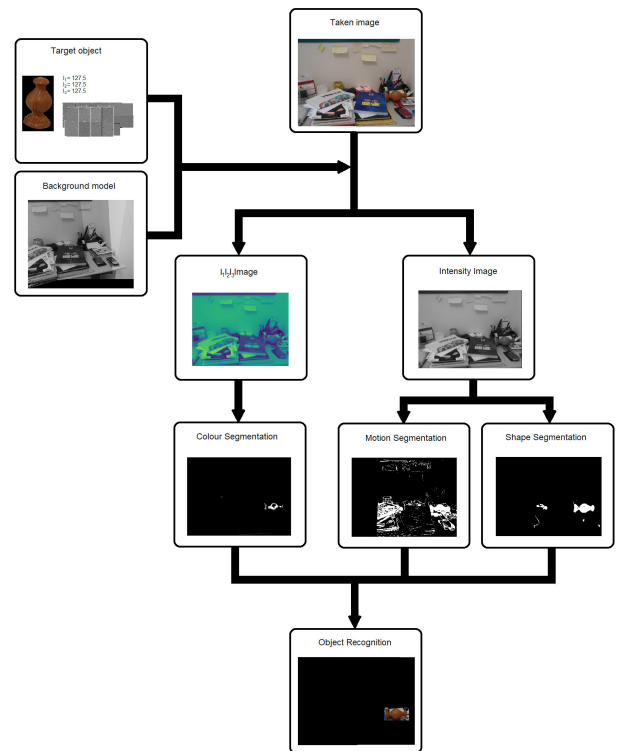 Taken image
Target object
I₁= 127.5
I₂= 127.5
I₃= 127.5
Background model
I₁I₂I₃Image
Intensity Image
Colour Segmentation
Motion Segmentation
Shape Segmentation
Object Recognition